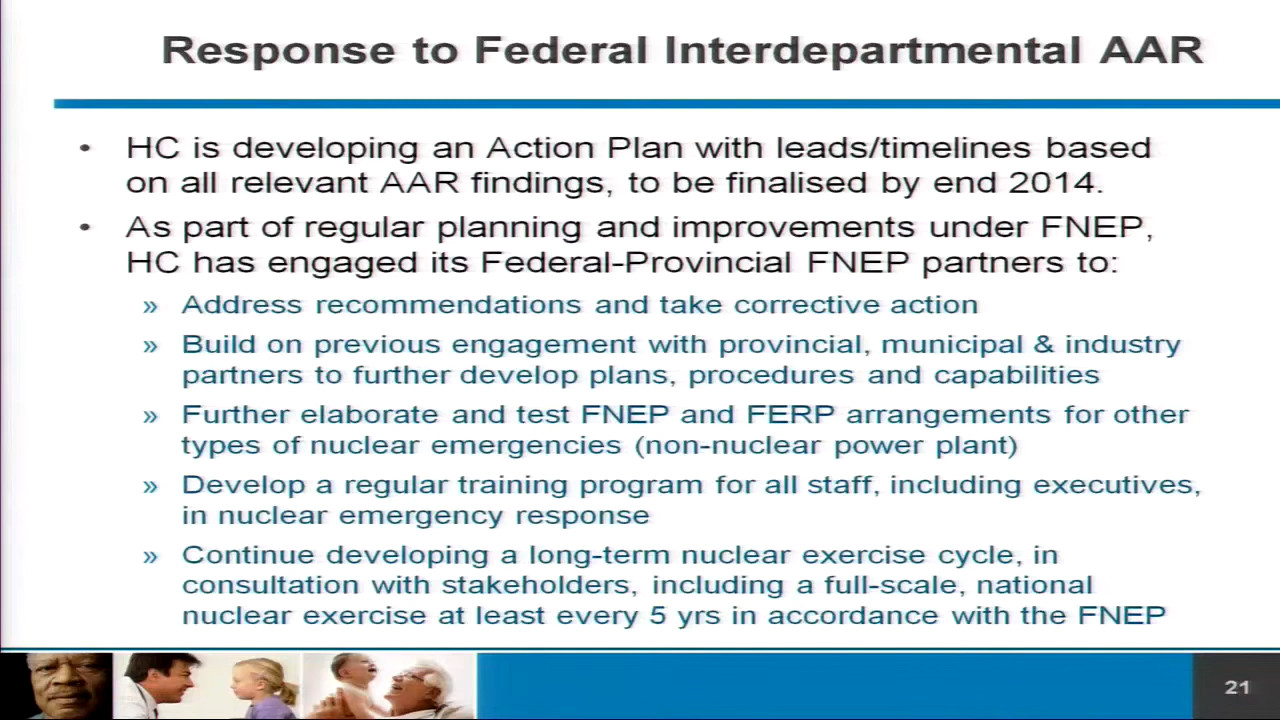 Response to Federal Interdepartmental AAR
• HC is developing an Action Plan with leads/timelines based
on all relevant AAR findings, to be finalised by end 2014.
• As part of regular planning and improvements under FNEP,
HC has engaged its Federal-Provincial FNEP partners to:
» Address recommendations and take corrective action
» Build on previous engagement with provincial, municipal & industry
partners to further develop plans, procedures and capabilities
» Further elaborate and test FNEP and FERP arrangements for other
types of nuclear emergencies (non-nuclear power plant)
» Develop a regular training program for all staff, including executives,
in nuclear emergency response
» Continue developing a long-term nuclear exercise cycle, in
consultation with stakeholders, including a full-scale, national
nuclear exercise at least every 5 yrs in accordance with the FNEP
21